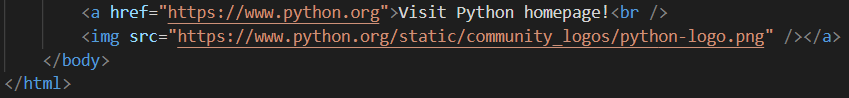 <a href="https://www.python.org">Visit Python homepage!<br />
<img src="https://www.python.org/static/community_logos/python-logo.png" /></a>
</body>
</html>